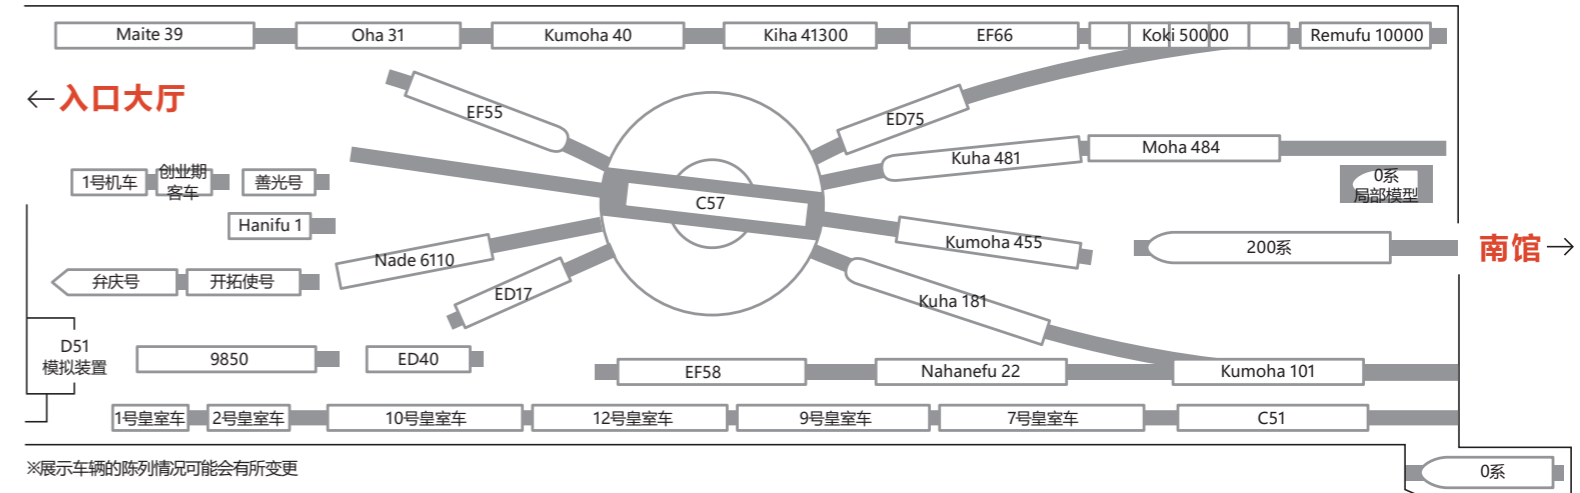 Maite 39
Oha 31
Kumoha 40
Kiha 41300
EF66
Koki 50000
Remufu 10000
←入口大厅
EF55
ED75
Kuha 481
Moha 484
1号机车
创业期
客车
善光号
C57
0系
局部模型
Hanifu 1
Kumoha 455
200系
南馆→
Nade 6110
弁庆号
开拓使号
ED17
Kuha 181
D51
模拟装置
9850
ED40
EF58
Nahanefu 22
Kumoha 101
1号皇室车
2号皇室车
10号皇室车
12号皇室车
9号皇室车
7号皇室车
C51
※展示车辆的陈列情况可能会有所变更
0系